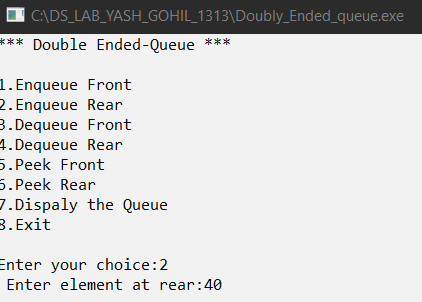 C:\DS_LAB_YASH_GOHIL_1313\Doubly_Ended_queue.exe
*** Double Ended-Queue ***
1.Enqueue Front
2.Enqueue Rear
3.Dequeue Front
4.Dequeue Rear
5.Peek Front
6.Peek Rear
7.Dispaly the Queue
8.Exit
Enter your choice:2
Enter element at rear:40